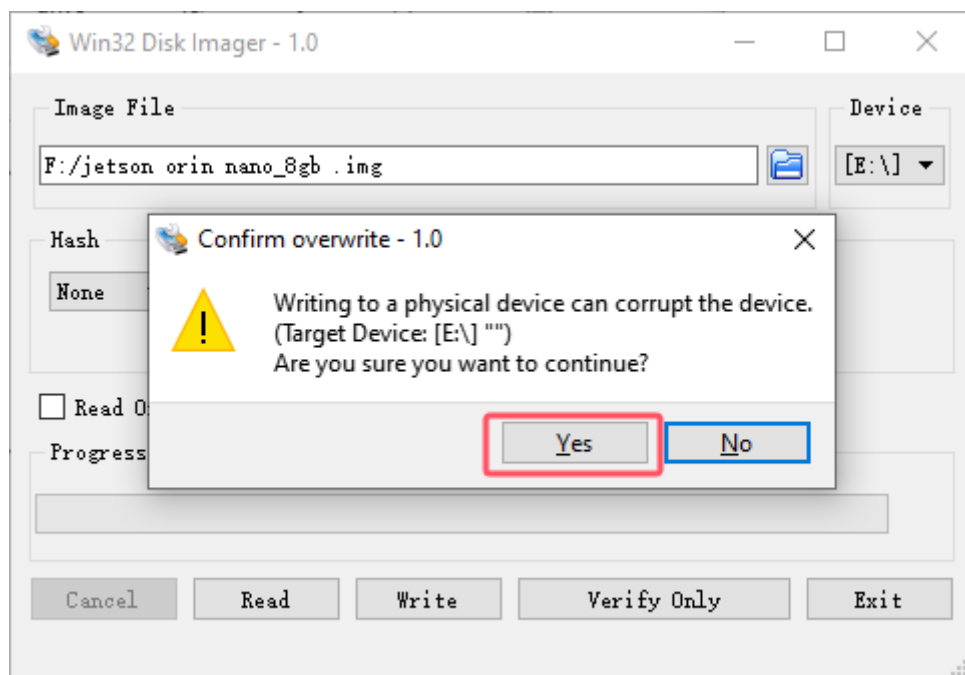 Win32 Disk Imager - 1.0
Image File
Device
F:/jetson orin nano_8gb .img
[E:\]
Hash
Confirm overwrite - 1.0
None
Writing to a physical device can corrupt the device.
(Target Device: [E:\] "")
Are you sure you want to continue?
Read O
Yes
No
Progress
Cancel
Read
Write
Verify Only
Exit